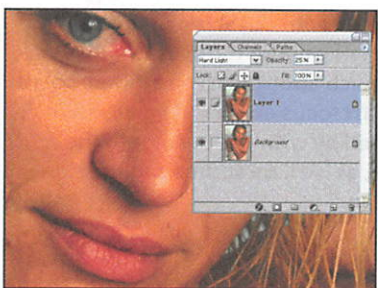 Layers Channels Paths
Hard Light Opacity: 25%
Lock: Fill: 100%
Layer 1
Background